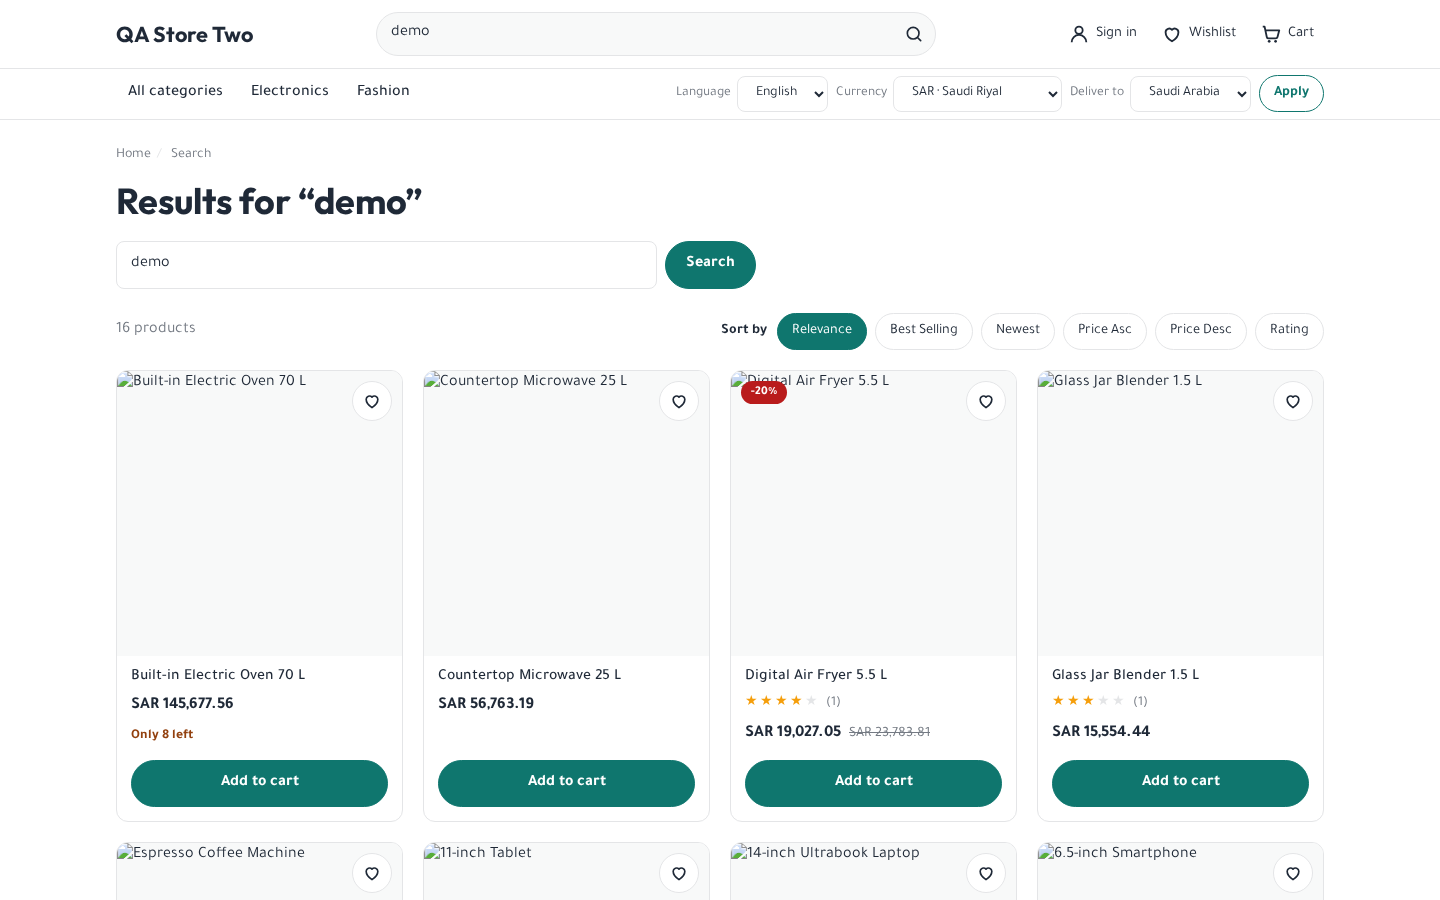 QA Store Two
demo
Sign in
Wishlist
Cart
All categories
Electronics
Fashion
Language
English
Currency
SAR · Saudi Riyal
Deliver to
Saudi Arabia
Apply
Home / Search
Results for “demo”
demo
Search
16 products
Sort by
Relevance
Best Selling
Newest
Price Asc
Price Desc
Rating
Built-in Electric Oven 70 L
Countertop Microwave 25 L
Digital Air Fryer 5.5 L
-20%
Glass Jar Blender 1.5 L
Built-in Electric Oven 70 L
SAR 145,677.56
Only 8 left
Add to cart
Countertop Microwave 25 L
SAR 56,763.19
Add to cart
Digital Air Fryer 5.5 L
★★★★★ (1)
SAR 19,027.05 SAR 23,783.81
Add to cart
Glass Jar Blender 1.5 L
★★★★★ (1)
SAR 15,554.44
Add to cart
Espresso Coffee Machine
11-inch Tablet
14-inch Ultrabook Laptop
6.5-inch Smartphone